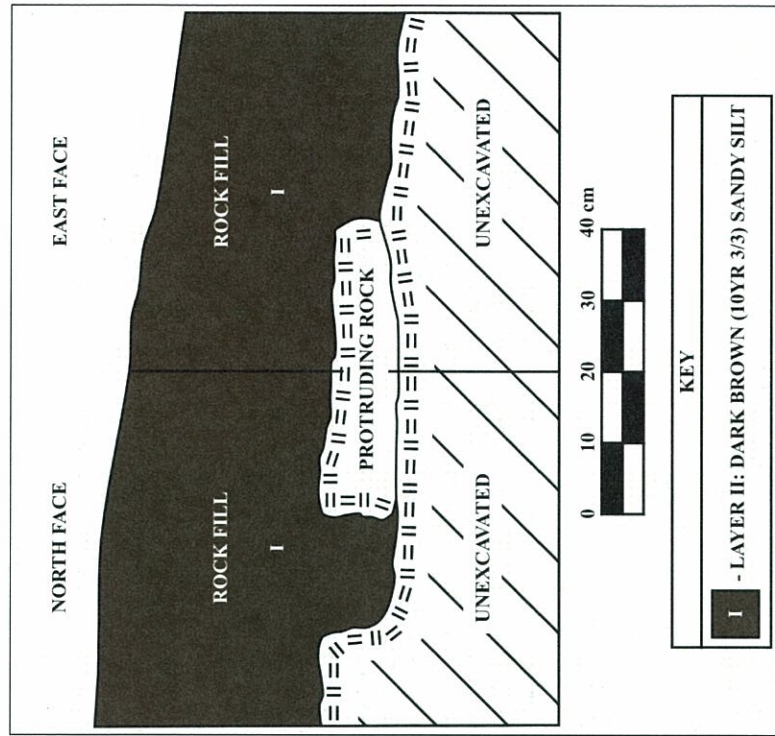 NORTH FACE
EAST FACE
ROCK FILL
I
ROCK FILL
I
PROTRUDING ROCK
UNEXCAVATED
UNEXCAVATED
0 10 20 30 40 cm
KEY
I - LAYER II: DARK BROWN (10YR 3/3) SANDY SILT